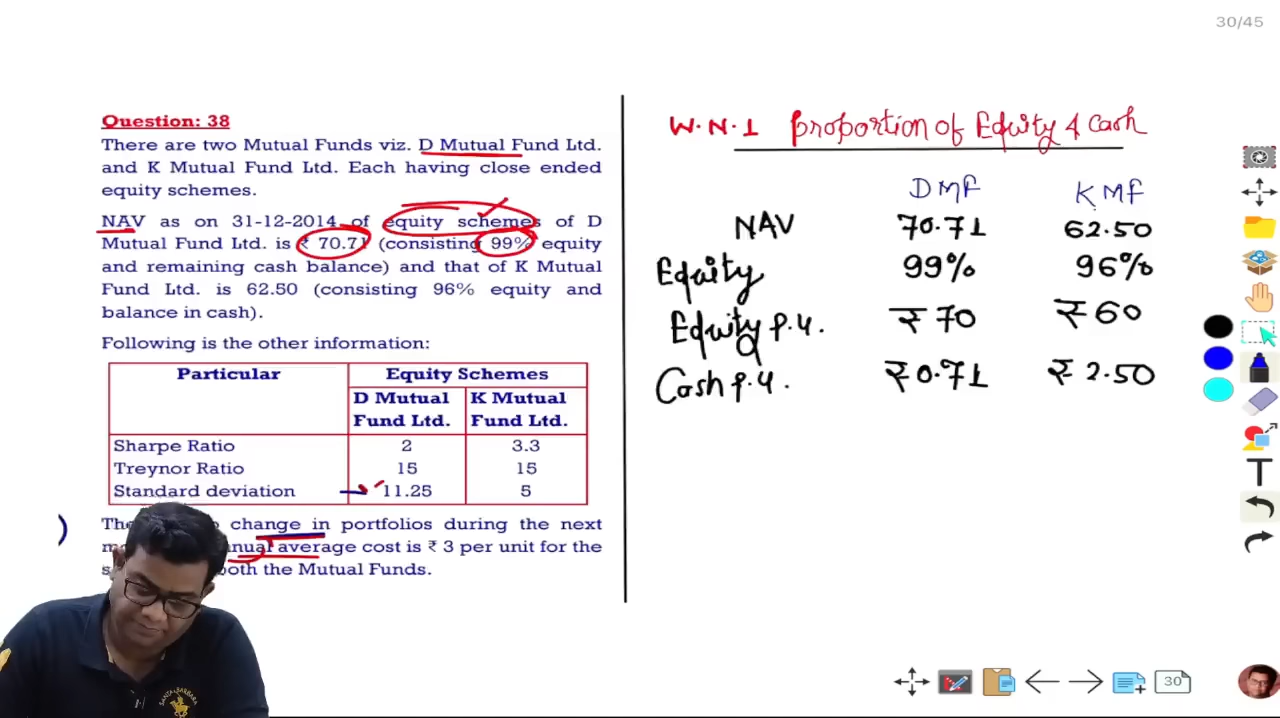 30/45
Question: 38
There are two Mutual Funds viz. D Mutual Fund Ltd.
and K Mutual Fund Ltd. Each having close ended
equity schemes.
NAV as on 31-12-2014 of equity schemes of D
Mutual Fund Ltd. is ₹ 70.71 (consisting 99% equity
and remaining cash balance) and that of K Mutual
Fund Ltd. is 62.50 (consisting 96% equity and
balance in cash).
Following is the other information:
Particular Equity Schemes
D Mutual Fund Ltd. K Mutual Fund Ltd.
Sharpe Ratio 2 3.3
Treynor Ratio 15 15
Standard deviation 11.25 5
change in portfolios during the next
average cost is ₹ 3 per unit for the
both the Mutual Funds.
W.N.1 Proportion of Equity & Cash
DMF KMF
NAV 70.71 62.50
Equity 99% 96%
Equity P.U. ₹70 ₹60
Cash P.U. ₹0.71 ₹2.50
SANTA BARBARA
T
30